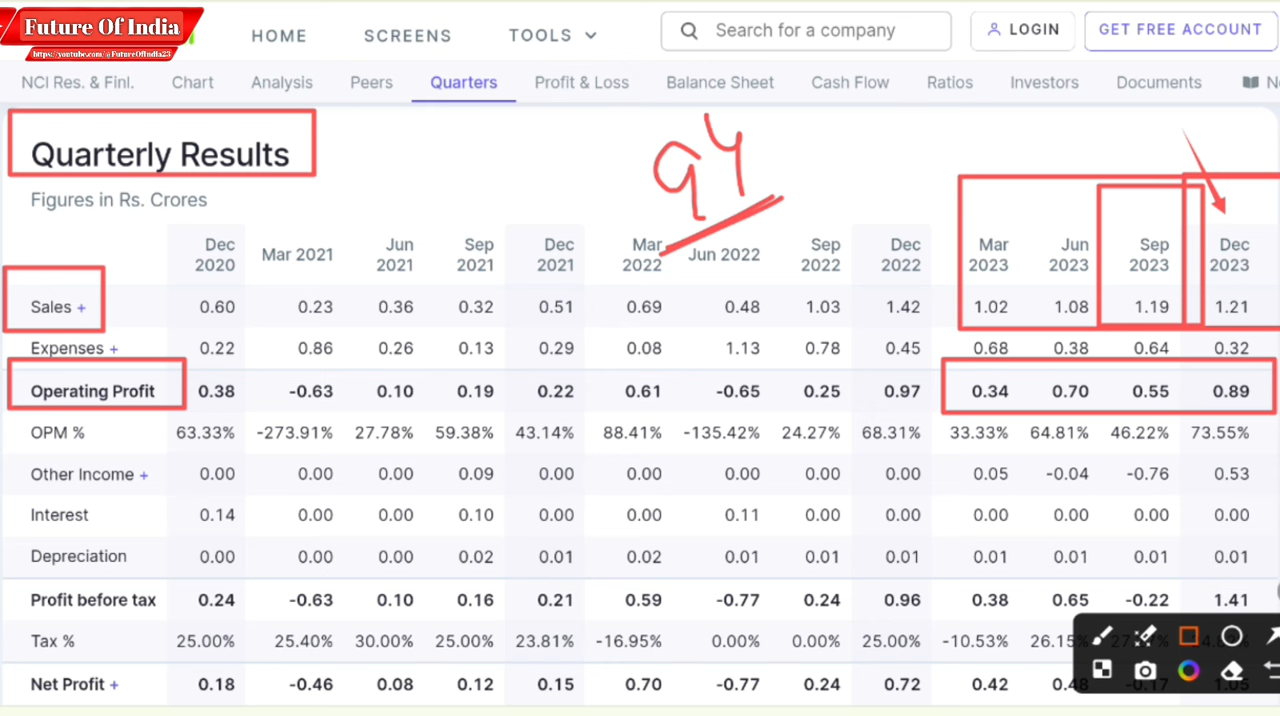 Future Of India
https://youtube.com/@FutureOfIndia23
HOME SCREENS TOOLS Search for a company LOGIN GET FREE ACCOUNT
NCI Res. & Finl. Chart Analysis Peers Quarters Profit & Loss Balance Sheet Cash Flow Ratios Investors Documents
Quarterly Results
94
Figures in Rs. Crores
Dec 2020 Mar 2021 Jun 2021 Sep 2021 Dec 2021 Mar 2022 Jun 2022 Sep 2022 Dec 2022 Mar 2023 Jun 2023 Sep 2023 Dec 2023
Sales + 0.60 0.23 0.36 0.32 0.51 0.69 0.48 1.03 1.42 1.02 1.08 1.19 1.21
Expenses + 0.22 0.86 0.26 0.13 0.29 0.08 1.13 0.78 0.45 0.68 0.38 0.64 0.32
Operating Profit 0.38 -0.63 0.10 0.19 0.22 0.61 -0.65 0.25 0.97 0.34 0.70 0.55 0.89
OPM % 63.33% -273.91% 27.78% 59.38% 43.14% 88.41% -135.42% 24.27% 68.31% 33.33% 64.81% 46.22% 73.55%
Other Income + 0.00 0.00 0.00 0.09 0.00 0.00 0.00 0.00 0.00 0.05 -0.04 -0.76 0.53
Interest 0.14 0.00 0.00 0.10 0.00 0.00 0.11 0.00 0.00 0.00 0.00 0.00 0.00
Depreciation 0.00 0.00 0.00 0.02 0.01 0.02 0.01 0.01 0.01 0.01 0.01 0.01 0.01
Profit before tax 0.24 -0.63 0.10 0.16 0.21 0.59 -0.77 0.24 0.96 0.38 0.65 -0.22 1.41
Tax % 25.00% 25.40% 30.00% 25.00% 23.81% -16.95% 0.00% 0.00% 25.00% -10.53% 26.15%
Net Profit + 0.18 -0.46 0.08 0.12 0.15 0.70 -0.77 0.24 0.72 0.42 0.48 -0.17 1.05